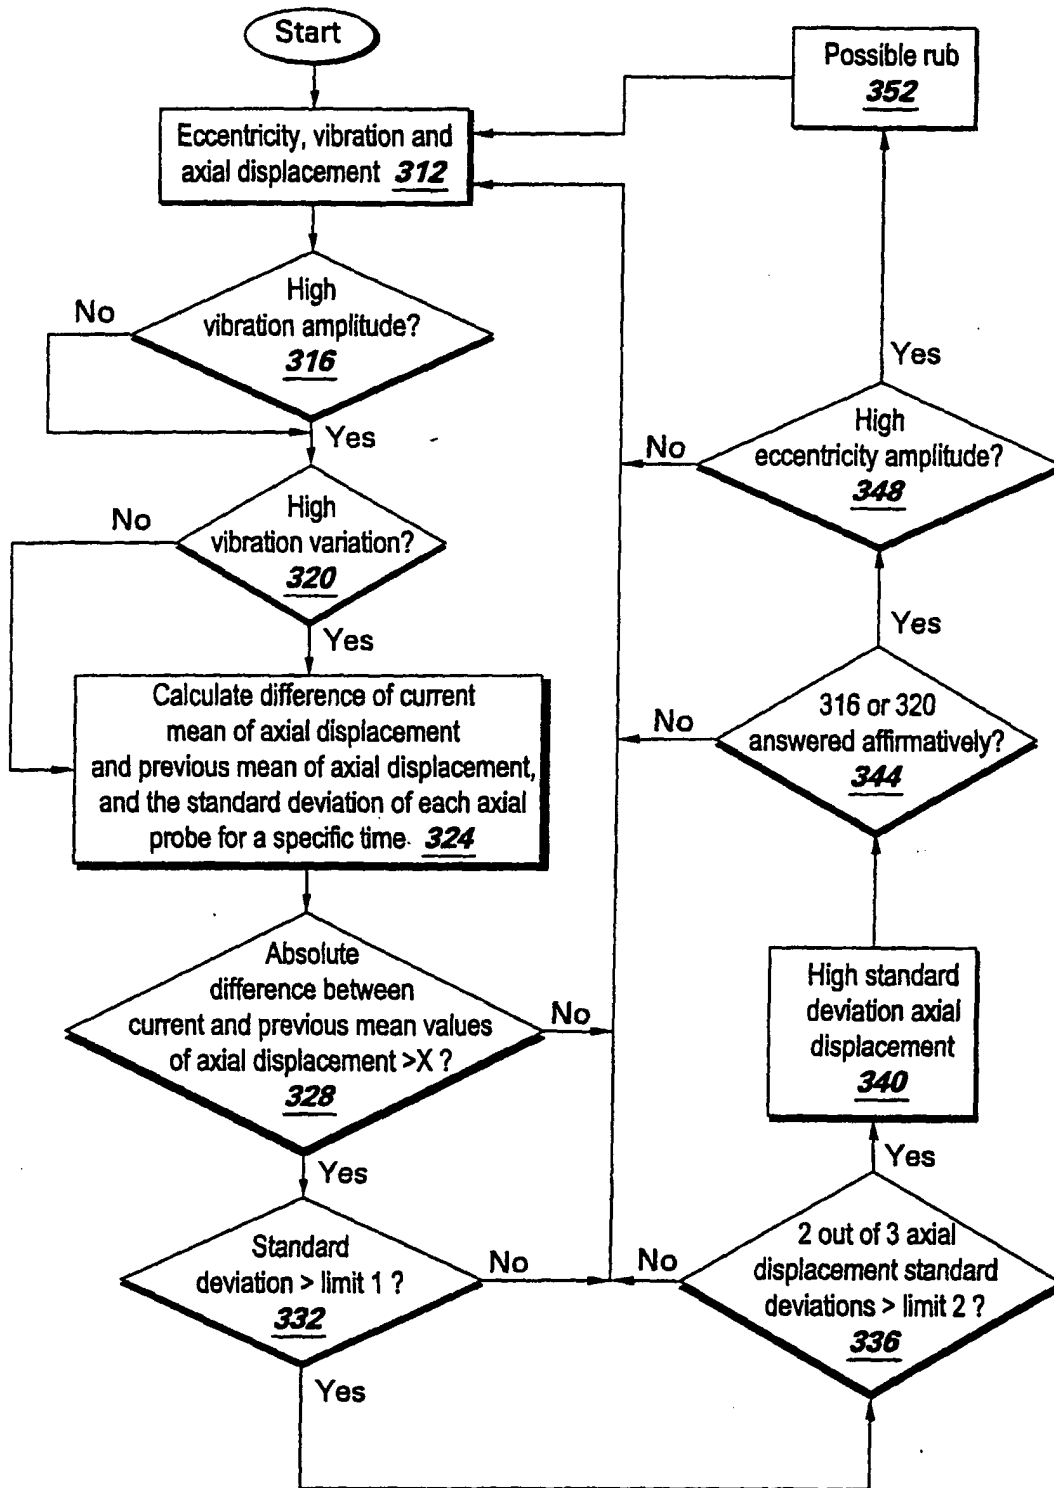 Start
Eccentricity, vibration and
axial displacement 312
High
vibration amplitude?
316
No
Yes
High
vibration variation?
320
No
Yes
Calculate difference of current
mean of axial displacement
and previous mean of axial displacement,
and the standard deviation of each axial
probe for a specific time. 324
Absolute
difference between
current and previous mean values
of axial displacement >X ?
328
No
Yes
Standard
deviation > limit 1 ?
332
No
Yes
2 out of 3 axial
displacement standard
deviations > limit 2 ?
336
No
Yes
High standard
deviation axial
displacement
340
316 or 320
answered affirmatively?
344
No
Yes
High
eccentricity amplitude?
348
No
Yes
Possible rub
352